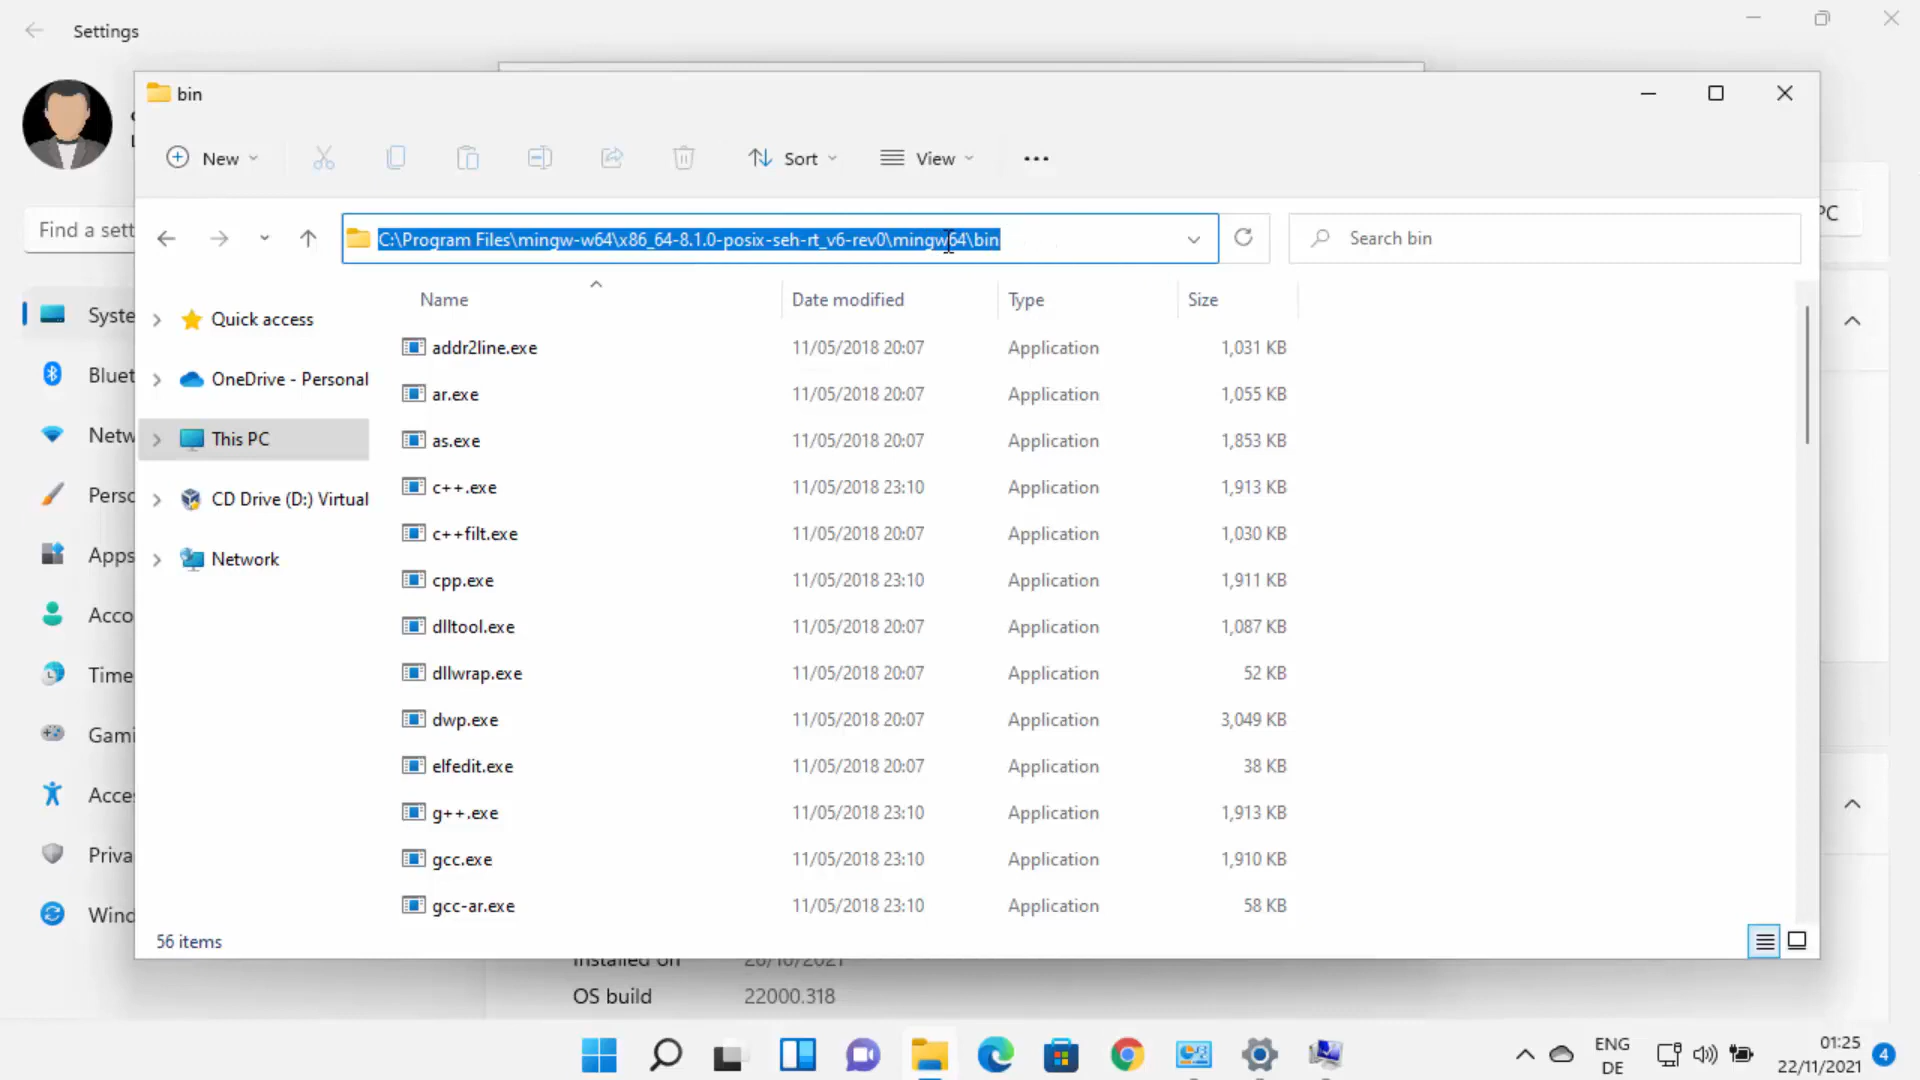 Settings
bin
New
Sort
View
C:\Program Files\mingw-w64\x86_64-8.1.0-posix-seh-rt_v6-rev0\mingw64\bin
Search bin
PC
Find a sett
Name
Date modified
Type
Size
Syste
Bluet
Netw
Perso
Apps
Acco
Time
Gami
Acces
Priva
Wind
Quick access
OneDrive - Personal
This PC
CD Drive (D:) Virtual
Network
addr2line.exe 11/05/2018 20:07 Application 1,031 KB
ar.exe 11/05/2018 20:07 Application 1,055 KB
as.exe 11/05/2018 20:07 Application 1,853 KB
c++.exe 11/05/2018 23:10 Application 1,913 KB
c++filt.exe 11/05/2018 20:07 Application 1,030 KB
cpp.exe 11/05/2018 23:10 Application 1,911 KB
dlltool.exe 11/05/2018 20:07 Application 1,087 KB
dllwrap.exe 11/05/2018 20:07 Application 52 KB
dwp.exe 11/05/2018 20:07 Application 3,049 KB
elfedit.exe 11/05/2018 20:07 Application 38 KB
g++.exe 11/05/2018 23:10 Application 1,913 KB
gcc.exe 11/05/2018 23:10 Application 1,910 KB
gcc-ar.exe 11/05/2018 23:10 Application 58 KB
56 items
Installed on 26/10/2021
OS build 22000.318
ENG
DE
01:25
22/11/2021
4